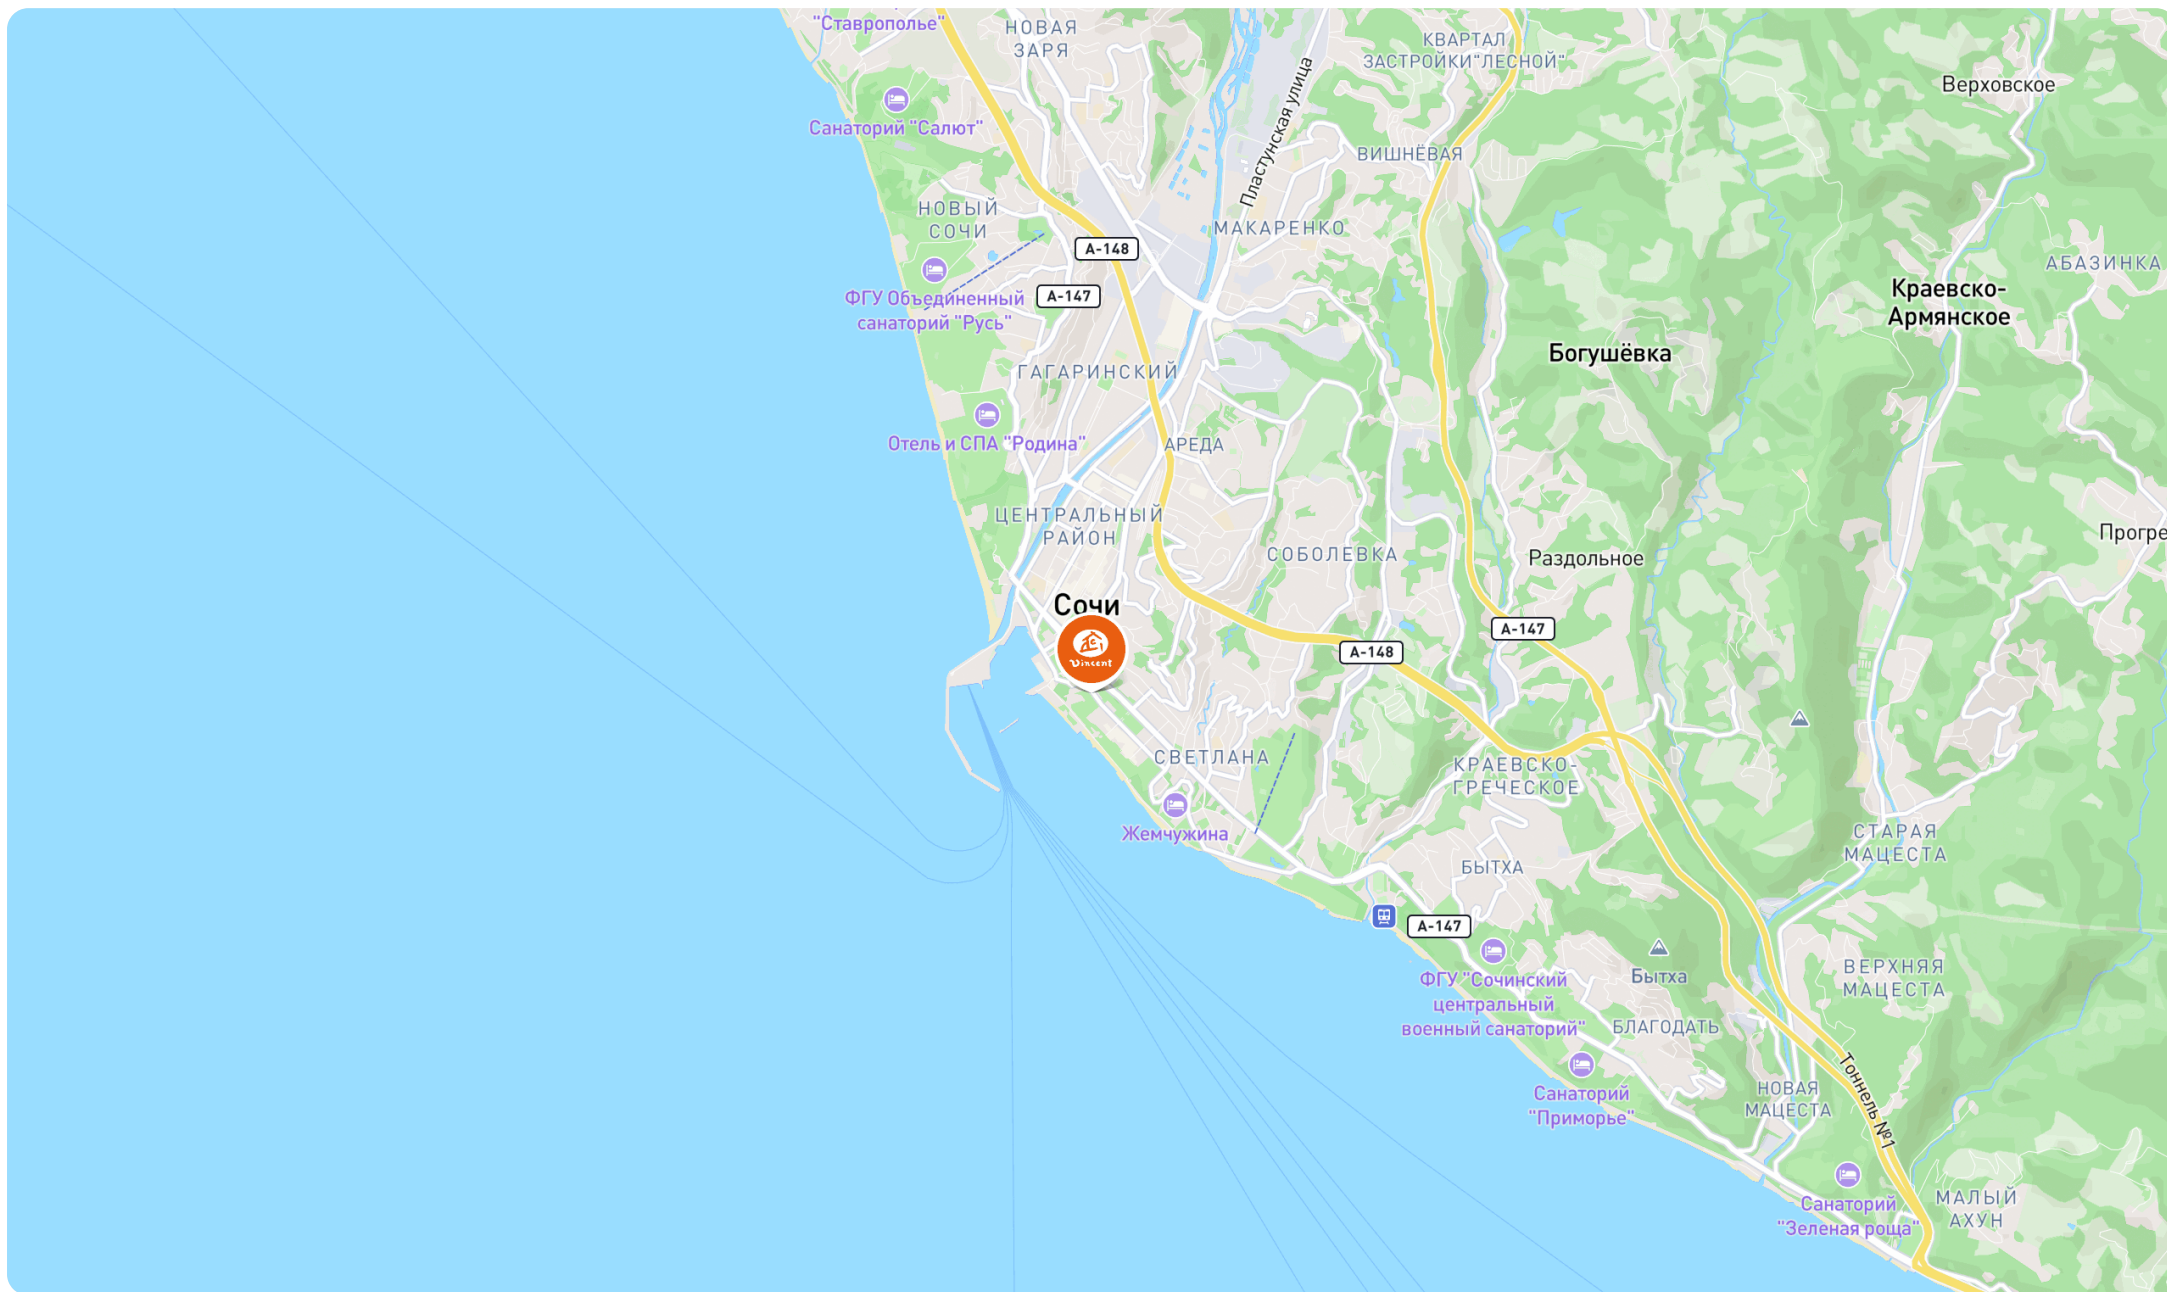 "Ставрополье"
НОВАЯ
ЗАРЯ
КВАРТАЛ
ЗАСТРОЙКИ"ЛЕСНОЙ"
Верховское
Санаторий "Салют"
Пластунская улица
ВИШНЁВАЯ
НОВЫЙ
СОЧИ
МАКАРЕНКО
А-148
АБАЗИНКА
ФГУ Объединенный
санаторий "Русь"
А-147
Краевско-
Армянское
Богушёвка
ГАГАРИНСКИЙ
Отель и СПА "Родина"
АРЕДА
ЦЕНТРАЛЬНЫЙ
РАЙОН
СОБОЛЕВКА
Раздольное
Прогре
Сочи
Vincent
А-148
А-147
СВЕТЛАНА
КРАЕВСКО-
ГРЕЧЕСКОЕ
Жемчужина
СТАРАЯ
МАЦЕСТА
БЫТХА
А-147
ФГУ "Сочинский
центральный
военный санаторий"
Бытха
ВЕРХНЯЯ
МАЦЕСТА
БЛАГОДАТЬ
Санаторий
"Приморье"
НОВАЯ
МАЦЕСТА
Тоннель №1
Санаторий
"Зеленая роща"
МАЛЫЙ
АХУН